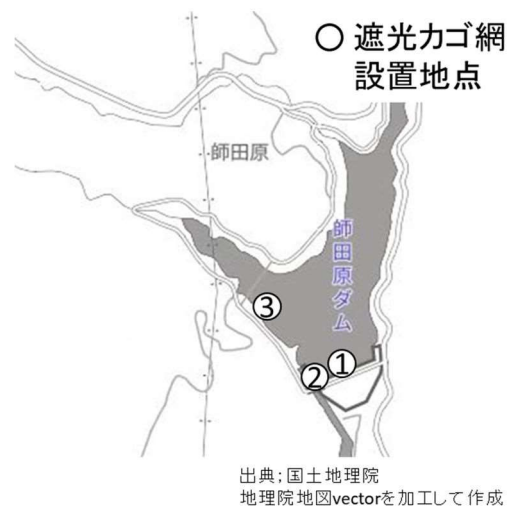 ○ 遮光カゴ網
設置地点
師田原
師田原ダム
③
①
②
出典;国土地理院
地理院地図vectorを加工して作成